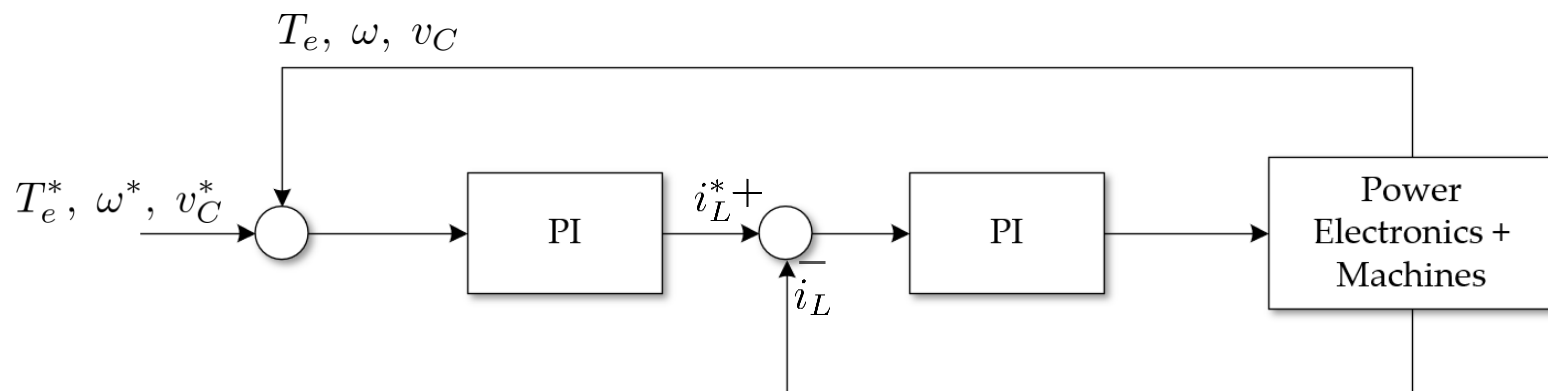 T_e, ω, v_C
T_e^*, ω^*, v_C^*
PI
i_L^* +
−
i_L
PI
Power
Electronics +
Machines